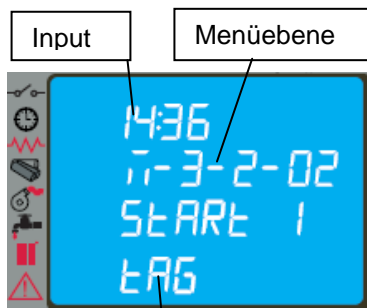 Input
Menüebene
14:36
M-3-2-02
START 1
TAG